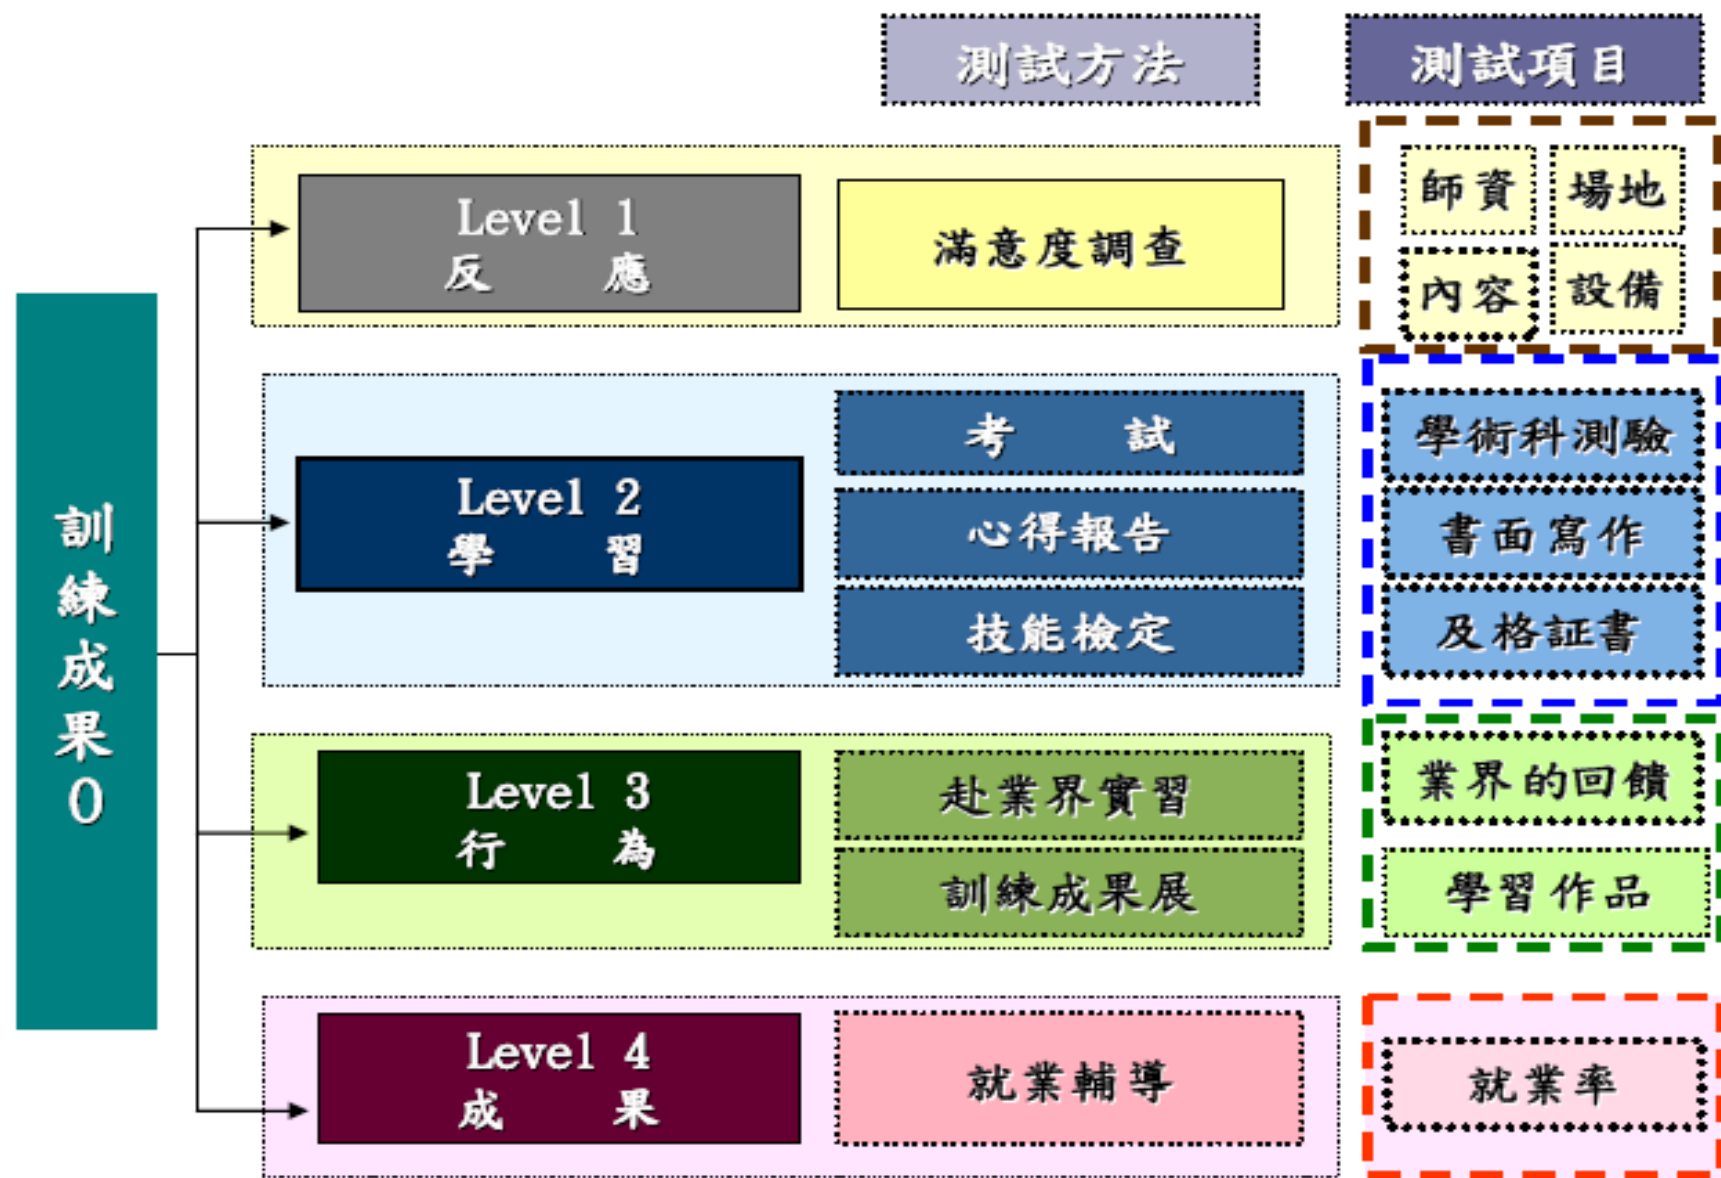 測試方法
測試項目
訓練成果O
Level 1
反 應
滿意度調查
師資
場地
內容
設備
Level 2
學 習
考 試
心得報告
技能檢定
學術科測驗
書面寫作
及格証書
Level 3
行 為
赴業界實習
訓練成果展
業界的回饋
學習作品
Level 4
成 果
就業輔導
就業率